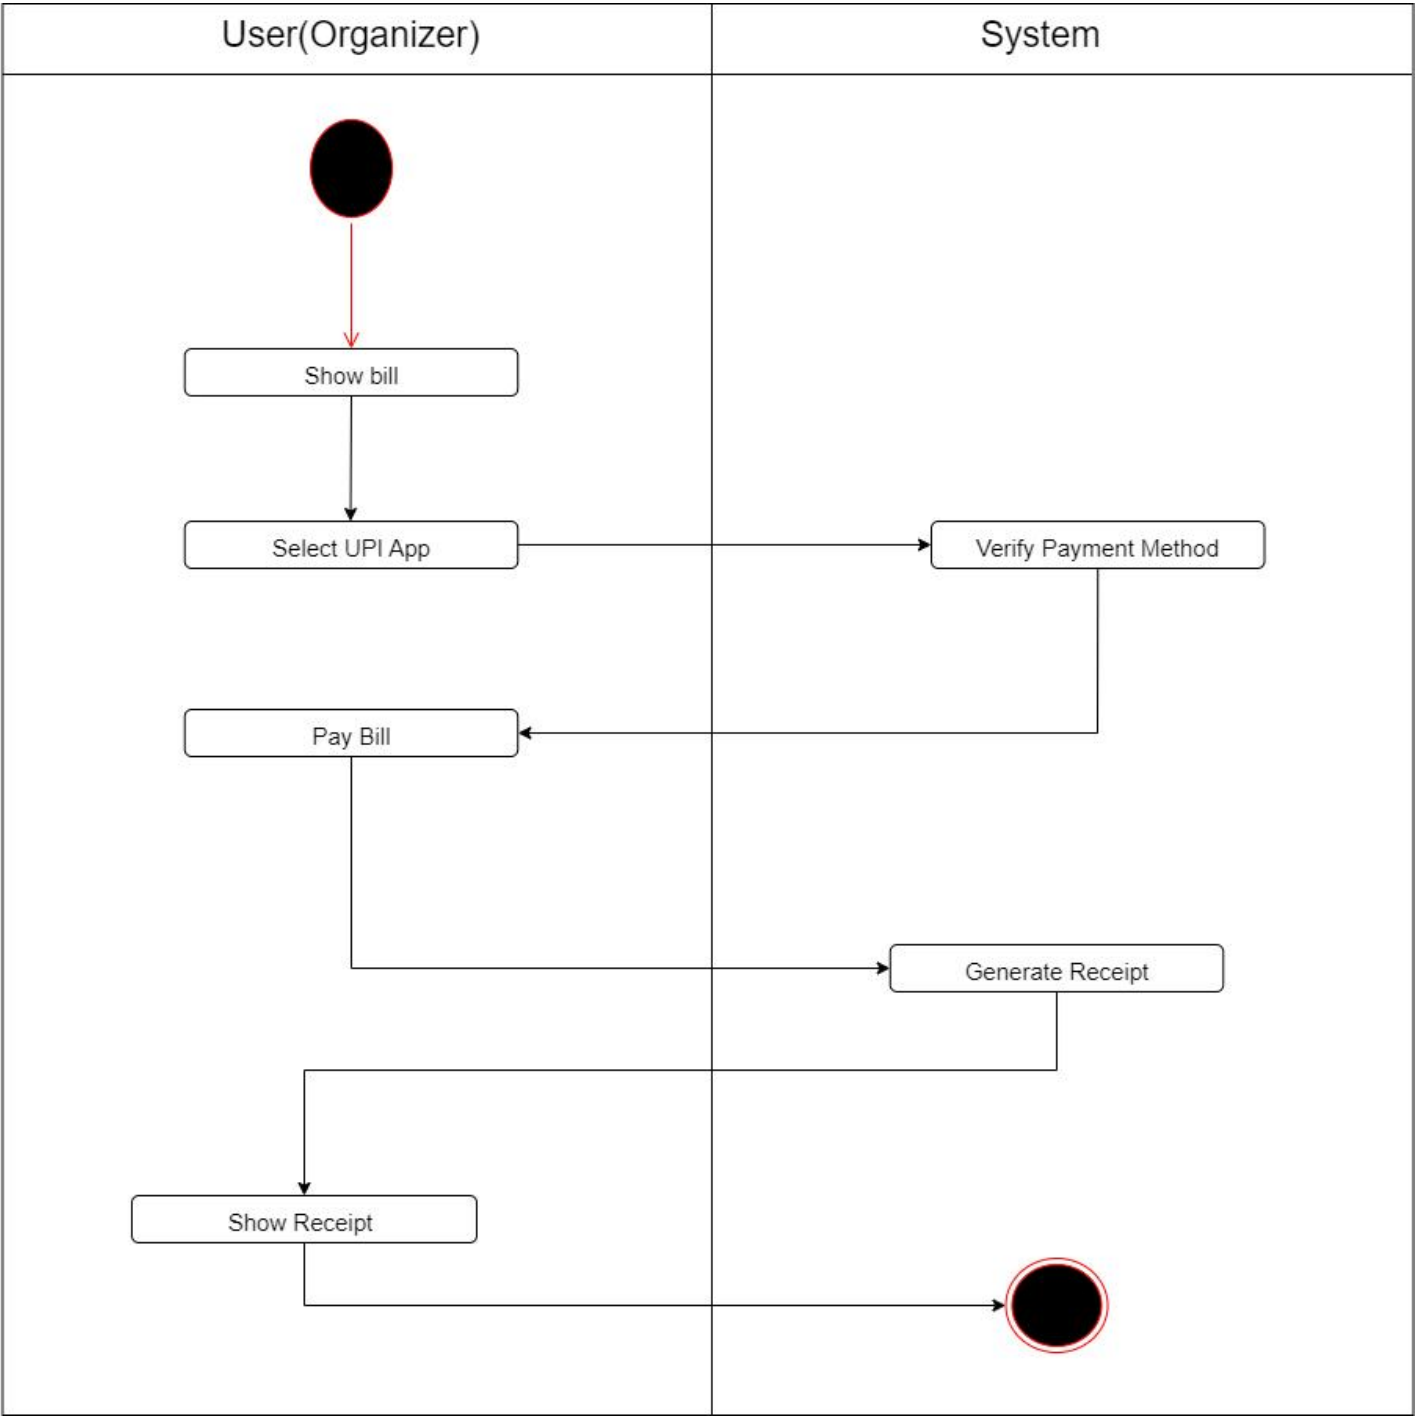 User(Organizer)
System
Show bill
Select UPI App
Verify Payment Method
Pay Bill
Generate Receipt
Show Receipt